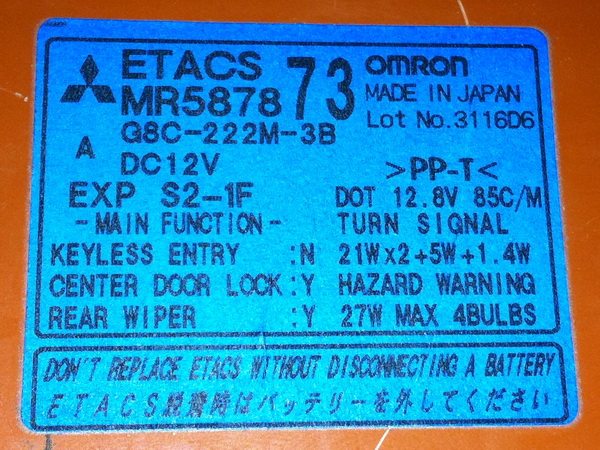 ETACS
MR587873
OMRON
MADE IN JAPAN
Lot No.3116D6
G8C-222M-3B
A
DC12V
>PP-T<
EXP S2-1F
DOT 12.8V 85C/M
-MAIN FUNCTION-
TURN SIGNAL
KEYLESS ENTRY :N
21W×2+5W+1.4W
CENTER DOOR LOCK:Y
HAZARD WARNING
REAR WIPER :Y
27W MAX 4BULBS
DON'T REPLACE ETACS WITHOUT DISCONNECTING A BATTERY
ETACS脱着時はバッテリーを外してください